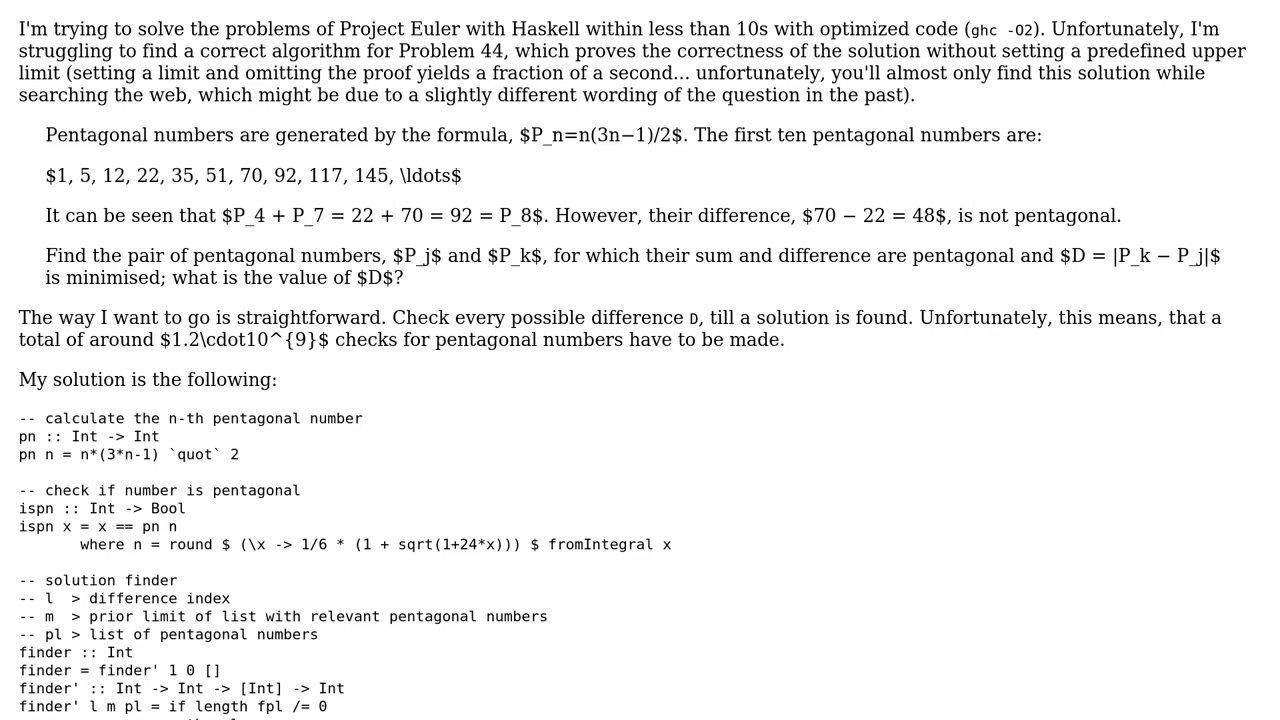 I'm trying to solve the problems of Project Euler with Haskell within less than 10s with optimized code (ghc -O2). Unfortunately, I'm
struggling to find a correct algorithm for Problem 44, which proves the correctness of the solution without setting a predefined upper
limit (setting a limit and omitting the proof yields a fraction of a second... unfortunately, you'll almost only find this solution while
searching the web, which might be due to a slightly different wording of the question in the past).
Pentagonal numbers are generated by the formula, $P_n=n(3n−1)/2$. The first ten pentagonal numbers are:
$1, 5, 12, 22, 35, 51, 70, 92, 117, 145, \ldots$
It can be seen that $P_4 + P_7 = 22 + 70 = 92 = P_8$. However, their difference, $70 − 22 = 48$, is not pentagonal.
Find the pair of pentagonal numbers, $P_j$ and $P_k$, for which their sum and difference are pentagonal and $D = |P_k − P_j|$
is minimised; what is the value of $D$?
The way I want to go is straightforward. Check every possible difference D, till a solution is found. Unfortunately, this means, that a
total of around $1.2\cdot10^{9}$ checks for pentagonal numbers have to be made.
My solution is the following:
-- calculate the n-th pentagonal number
pn :: Int -> Int
pn n = n*(3*n-1) `quot` 2
-- check if number is pentagonal
ispn :: Int -> Bool
ispn x = x == pn n
       where n = round $ (\x -> 1/6 * (1 + sqrt(1+24*x))) $ fromIntegral x
-- solution finder
-- l  > difference index
-- m  > prior limit of list with relevant pentagonal numbers
-- pl > list of pentagonal numbers
finder :: Int
finder = finder' 1 0 []
finder' :: Int -> Int -> [Int] -> Int
finder' l m pl = if length fpl /= 0